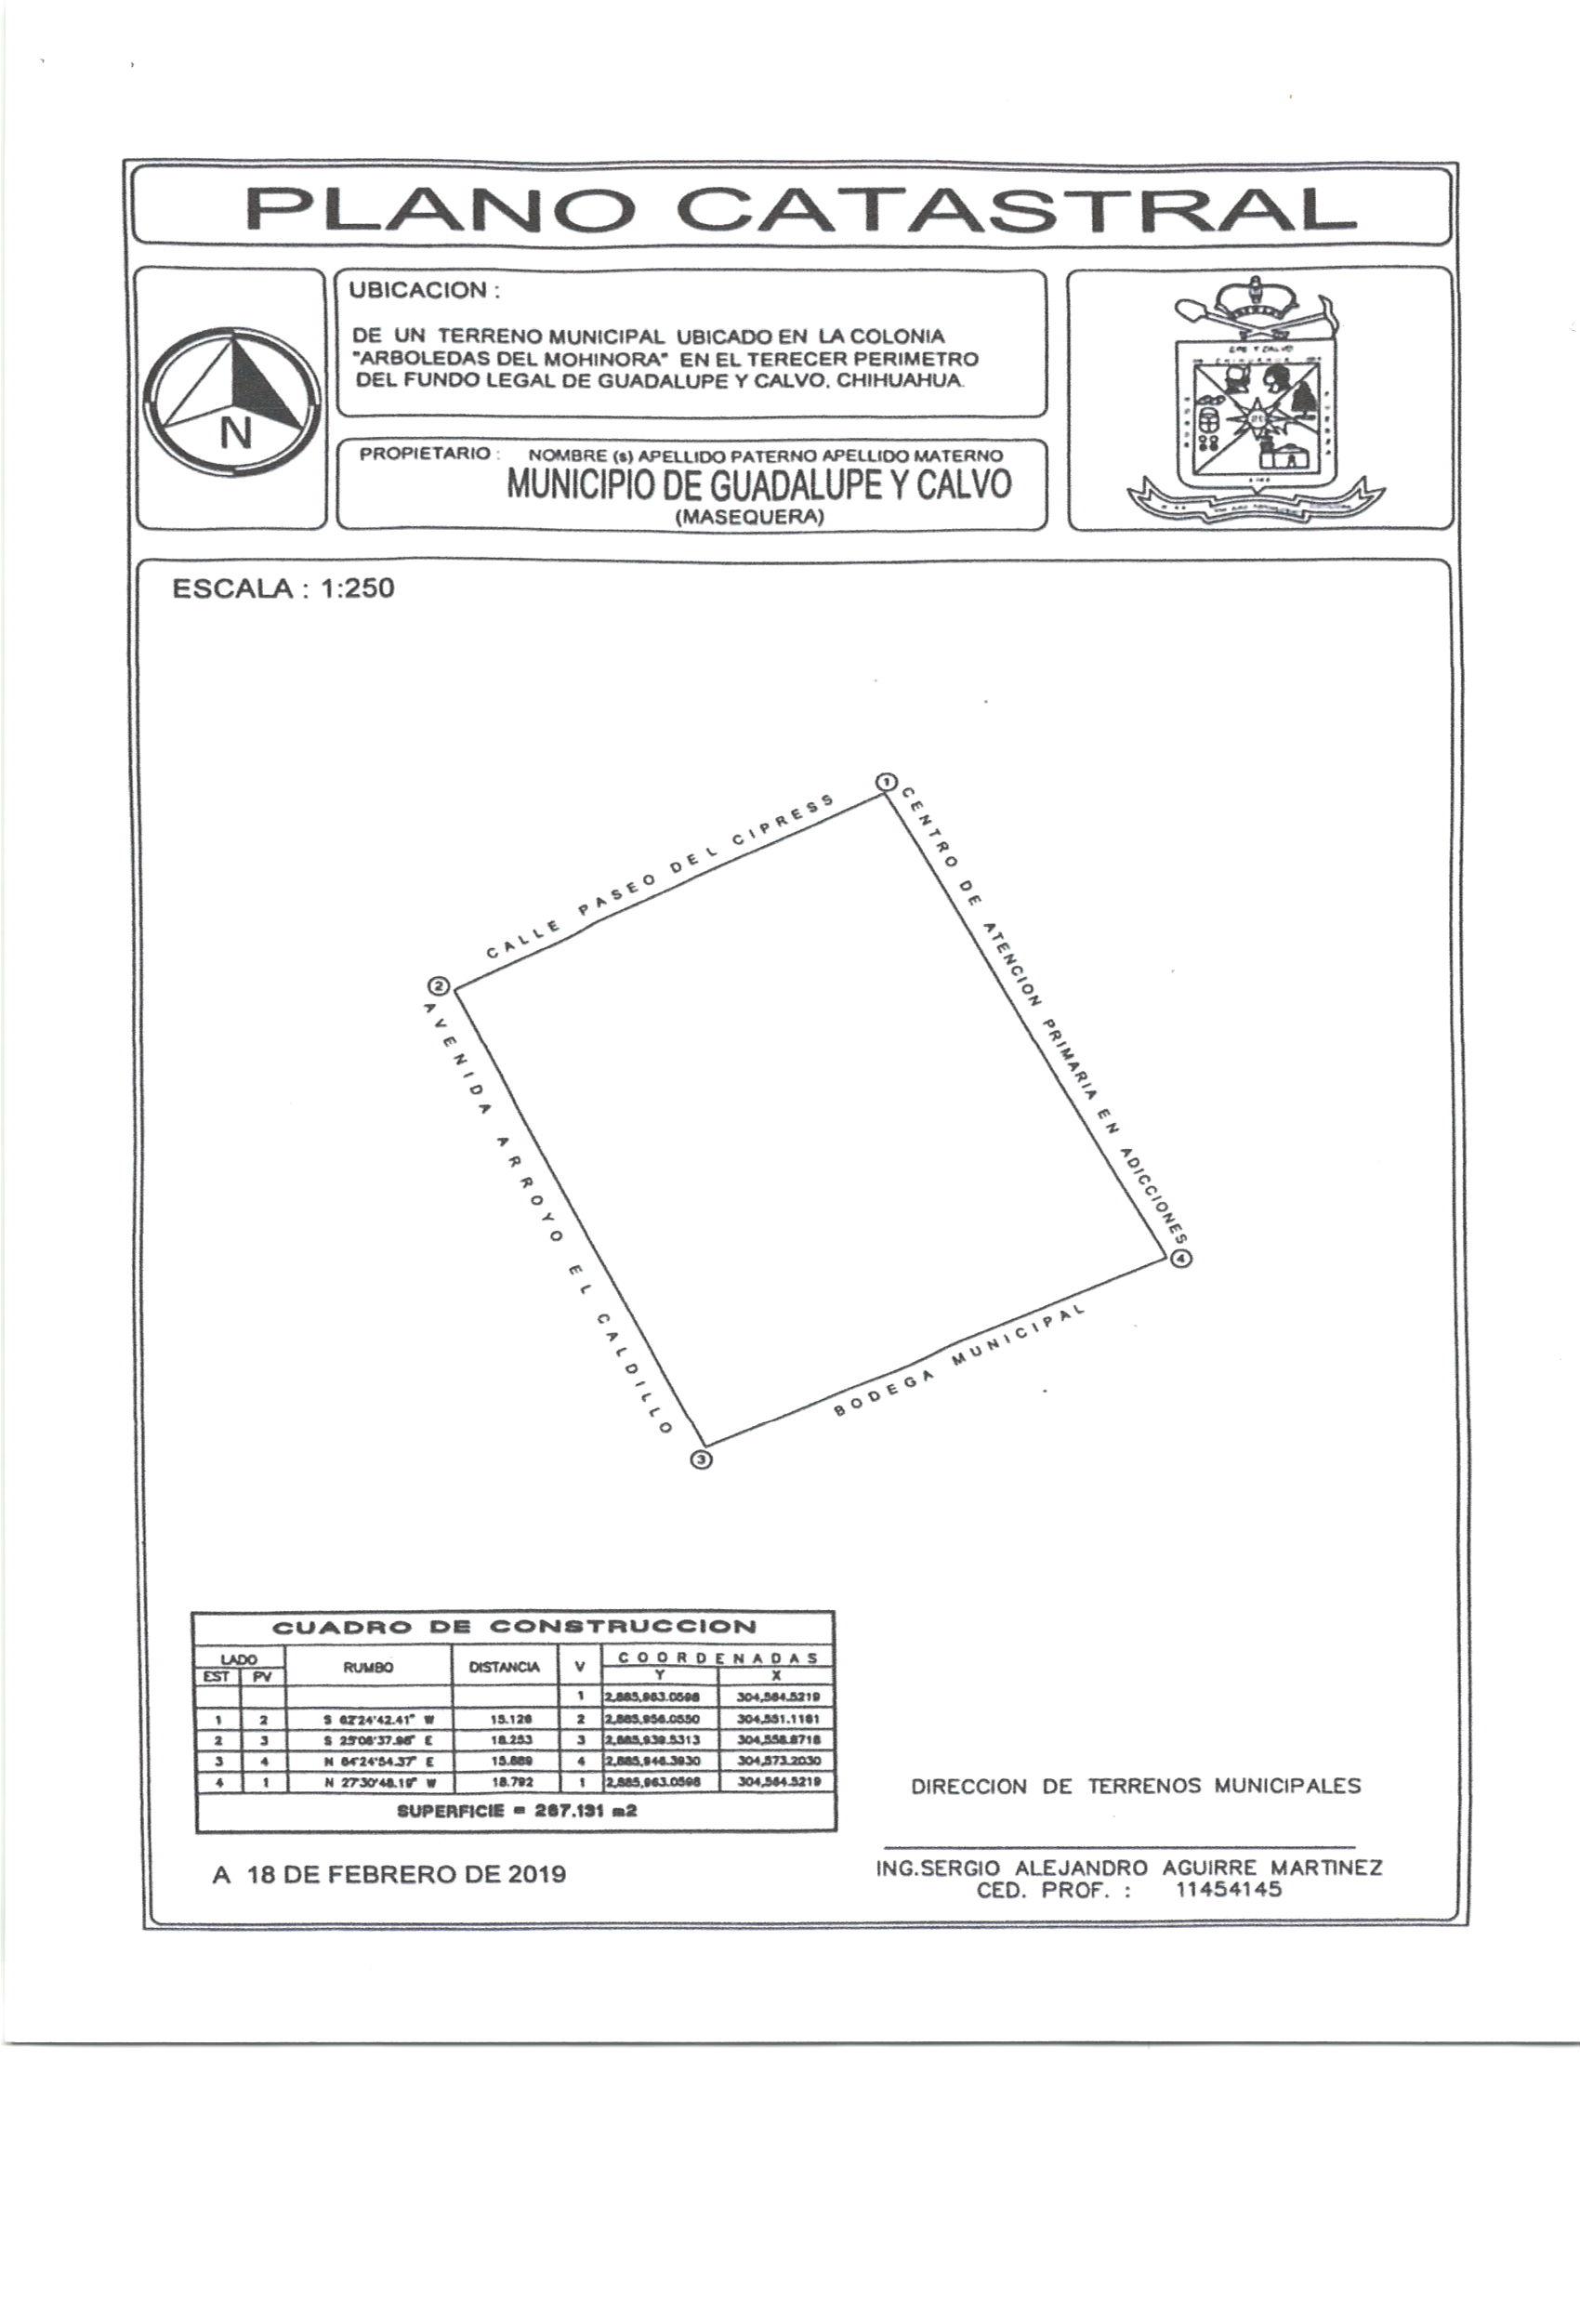 PLANO CATASTRAL
UBICACION :
DE UN TERRENO MUNICIPAL UBICADO EN LA COLONIA
"ARBOLEDAS DEL MOHINORA" EN EL TERECER PERIMETRO
DEL FUNDO LEGAL DE GUADALUPE Y CALVO, CHIHUAHUA.
N
PROPIETARIO : NOMBRE (s) APELLIDO PATERNO APELLIDO MATERNO
MUNICIPIO DE GUADALUPE Y CALVO
(MASEQUERA)
ESCALA : 1:250
1
CALLE PASEO DEL CIPRESS
CENTRO DE ATENCION PRIMARIA EN ADICCIONES
2
AVENIDA ARROYO EL CALDILLO
4
BODEGA MUNICIPAL
3
CUADRO DE CONSTRUCCION
LADO RUMBO DISTANCIA V COORDENADAS
EST PV Y X
1 2,885,963.0598 304,564.5219
1 2 S 62°24'42.41" W 15.126 2 2,885,956.0550 304,551.1161
2 3 S 25°06'37.98" E 18.253 3 2,885,939.5313 304,558.8718
3 4 N 64°24'54.37" E 15.889 4 2,885,946.3930 304,573.2030
4 1 N 27°30'48.19" W 18.792 1 2,885,963.0598 304,564.5219
SUPERFICIE = 287.131 m2
A 18 DE FEBRERO DE 2019
DIRECCION DE TERRENOS MUNICIPALES
ING.SERGIO ALEJANDRO AGUIRRE MARTINEZ
CED. PROF. : 11454145